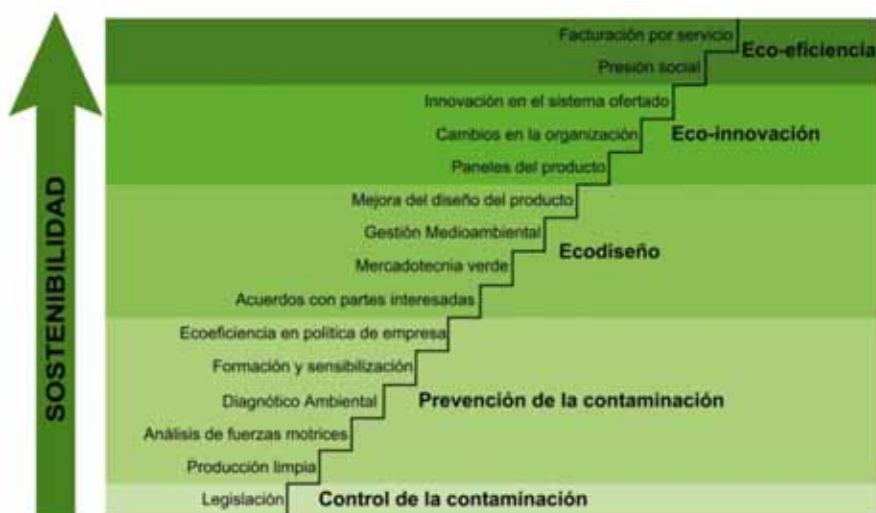 SOSTENIBILIDAD
Facturación por servicio
Eco-eficiencia
Presión social
Innovación en el sistema ofertado
Cambios en la organización
Eco-innovación
Paneles del producto
Mejora del diseño del producto
Gestión Medioambiental
Ecodiseño
Mercadotecnia verde
Acuerdos con partes interesadas
Ecoeficiencia en política de empresa
Formación y sensibilización
Diagnótico Ambiental
Prevención de la contaminación
Análisis de fuerzas motrices
Producción limpia
Legislación
Control de la contaminación